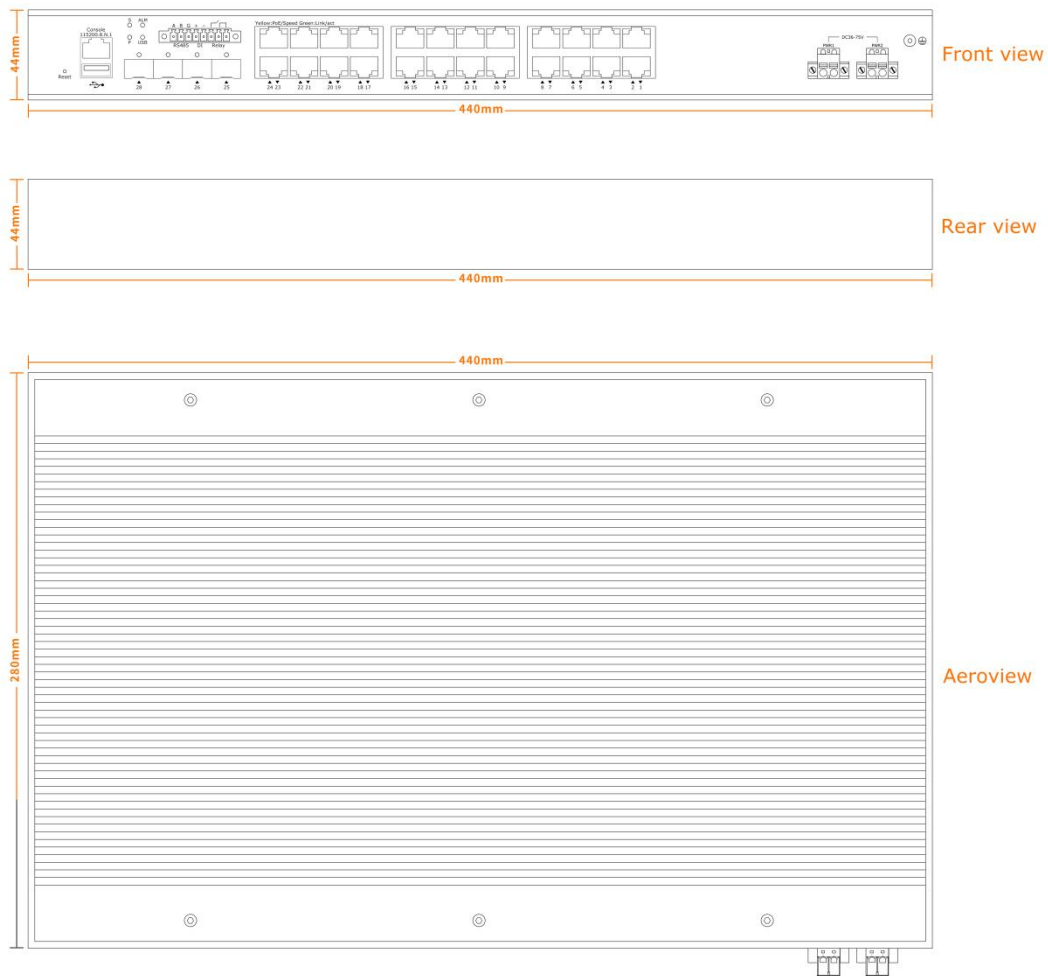 44mm
Console
115200.8.N.1
Reset
S ALM
P USB
A B G + -
RS485 DI Relay
28 27 26 25
Yellow:PoE/Speed Green:Link/act
24 23 22 21 20 19 18 17 16 15 14 13 12 11 10 9 8 7 6 5 4 3 2 1
DC36-75V
PWR1 PWR2
Front view
440mm
44mm
Rear view
440mm
440mm
280mm
Aeroview